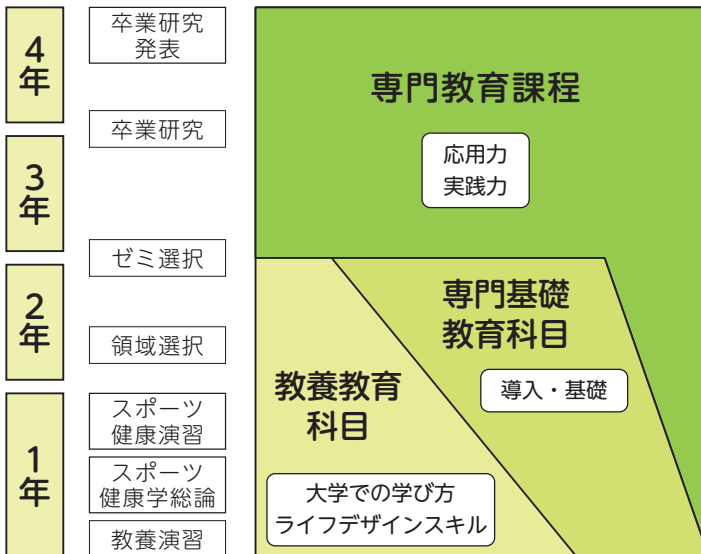 4年
卒業研究
発表
卒業研究
3年
ゼミ選択
2年
領域選択
1年
スポーツ
健康演習
スポーツ
健康学総論
教養演習
専門教育課程
応用力
実践力
専門基礎
教育科目
導入・基礎
教養教育
科目
大学での学び方
ライフデザインスキル